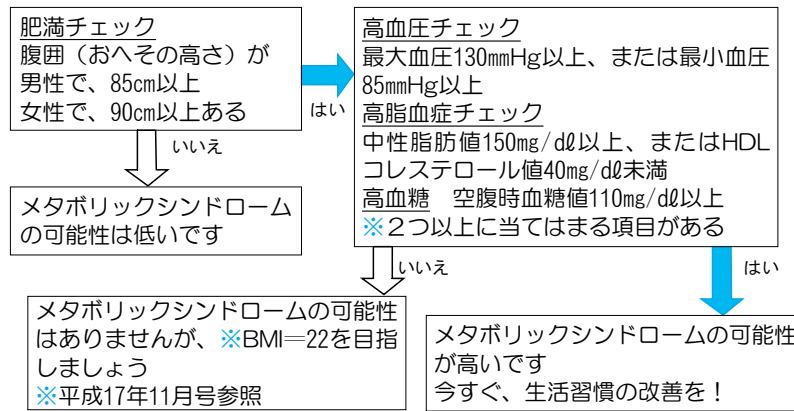 肥満チェック
腹囲（おへその高さ）が
男性で、85cm以上
女性で、90cm以上ある
はい
高血圧チェック
最大血圧130mmHg以上、または最小血圧
85mmHg以上
高脂血症チェック
中性脂肪値150mg/dℓ以上、またはHDL
コレステロール値40mg/dℓ未満
高血糖　空腹時血糖値110mg/dℓ以上
※２つ以上に当てはまる項目がある
いいえ
メタボリックシンドローム
の可能性は低いです
いいえ
はい
メタボリックシンドロームの可能性
はありませんが、※BMI＝22を目指
しましょう
※平成17年11月号参照
メタボリックシンドロームの可能性
が高いです
今すぐ、生活習慣の改善を！